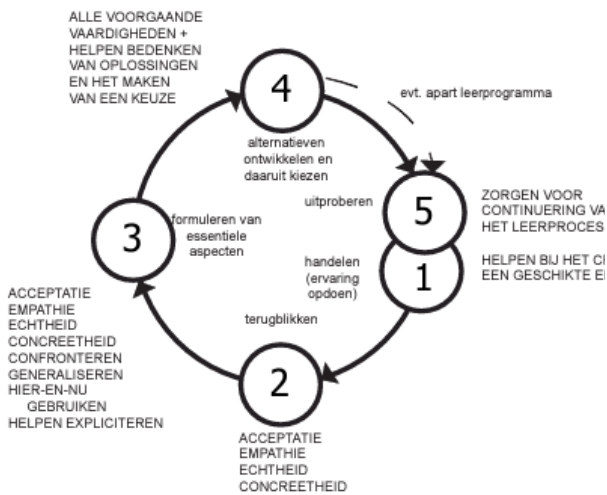 ALLE VOORGAANDE
VAARDIGHEDEN +
HELPEN BEDENKEN
VAN OPLOSSINGEN
EN HET MAKEN
VAN EEN KEUZE
4
evt. apart leerprogramma
alternatieven
ontwikkelen en
daaruit kiezen
uitproberen
5
ZORGEN VOOR
CONTINUERING
HET LEERPROCES
3
formuleren van
essentiele
aspecten
handelen
(ervaring
opdoen)
1
HELPEN BIJ HET
EEN GESCHIKTE
terugblikken
ACCEPTATIE
EMPATHIE
ECHTHEID
CONCREETHEID
CONFRONTEREN
GENERALISEREN
HIER-EN-NU
GEBRUIKEN
HELPEN EXPLICITEREN
2
ACCEPTATIE
EMPATHIE
ECHTHEID
CONCREETHEID